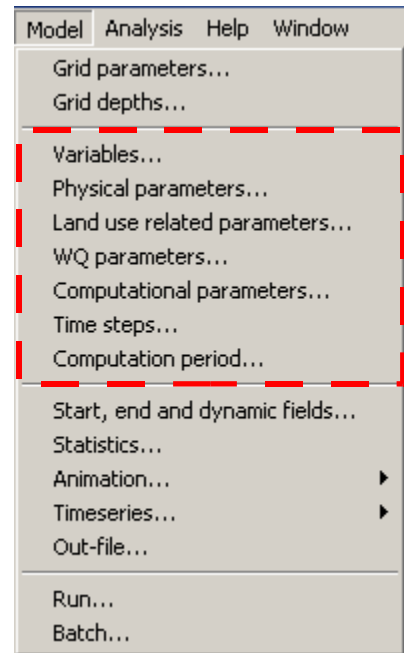 Model Analysis Help Window
Grid parameters...
Grid depths...
Variables...
Physical parameters...
Land use related parameters...
WQ parameters...
Computational parameters...
Time steps...
Computation period...
Start, end and dynamic fields...
Statistics...
Animation...
Timeseries...
Out-file...
Run...
Batch...